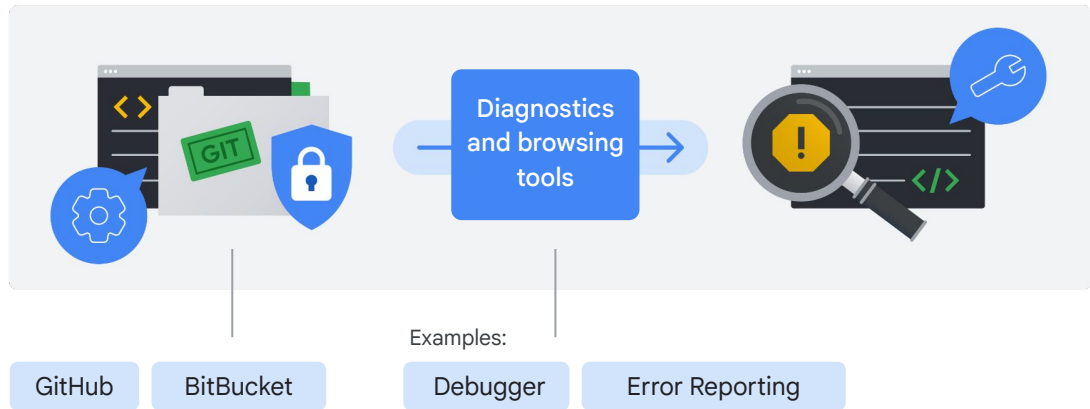 GIT
Diagnostics
and browsing
tools
Examples:
GitHub
BitBucket
Debugger
Error Reporting